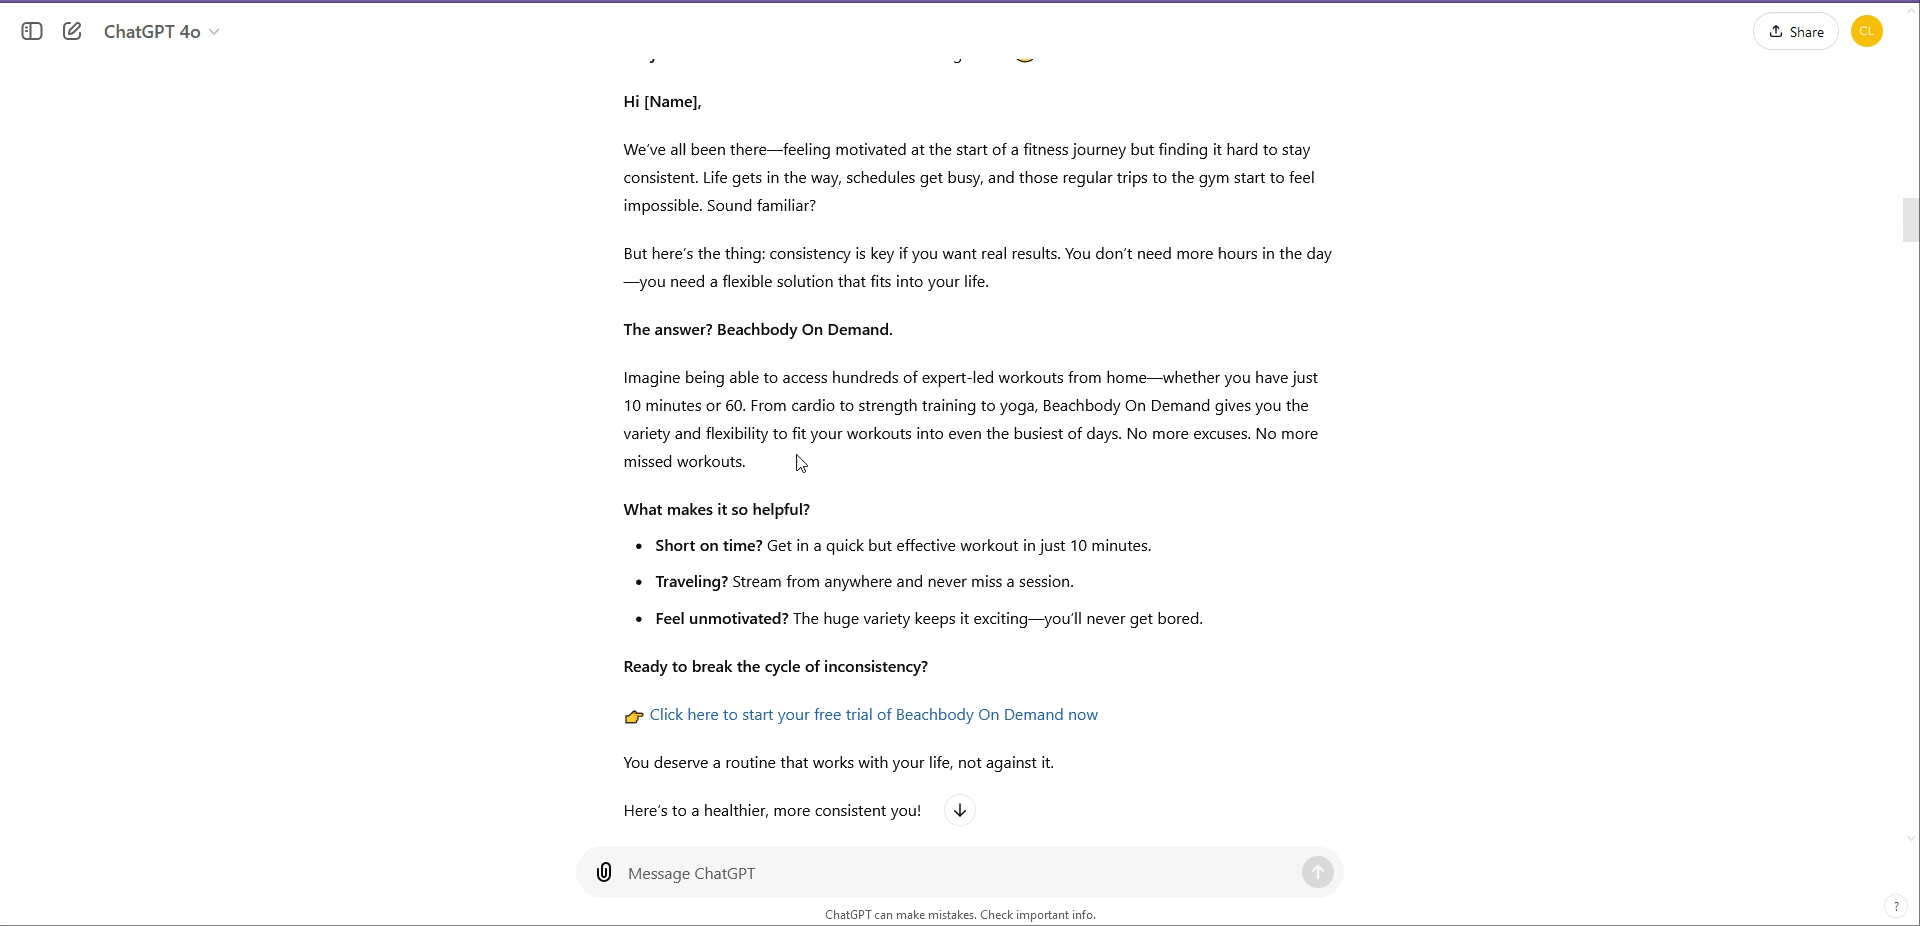 ChatGPT 4o
Share
CL
Hi [Name],
We've all been there—feeling motivated at the start of a fitness journey but finding it hard to stay
consistent. Life gets in the way, schedules get busy, and those regular trips to the gym start to feel
impossible. Sound familiar?
But here's the thing: consistency is key if you want real results. You don't need more hours in the day
—you need a flexible solution that fits into your life.
The answer? Beachbody On Demand.
Imagine being able to access hundreds of expert-led workouts from home—whether you have just
10 minutes or 60. From cardio to strength training to yoga, Beachbody On Demand gives you the
variety and flexibility to fit your workouts into even the busiest of days. No more excuses. No more
missed workouts.
What makes it so helpful?
• Short on time? Get in a quick but effective workout in just 10 minutes.
• Traveling? Stream from anywhere and never miss a session.
• Feel unmotivated? The huge variety keeps it exciting—you'll never get bored.
Ready to break the cycle of inconsistency?
👉 Click here to start your free trial of Beachbody On Demand now
You deserve a routine that works with your life, not against it.
Here's to a healthier, more consistent you!
Message ChatGPT
ChatGPT can make mistakes. Check important info.
?